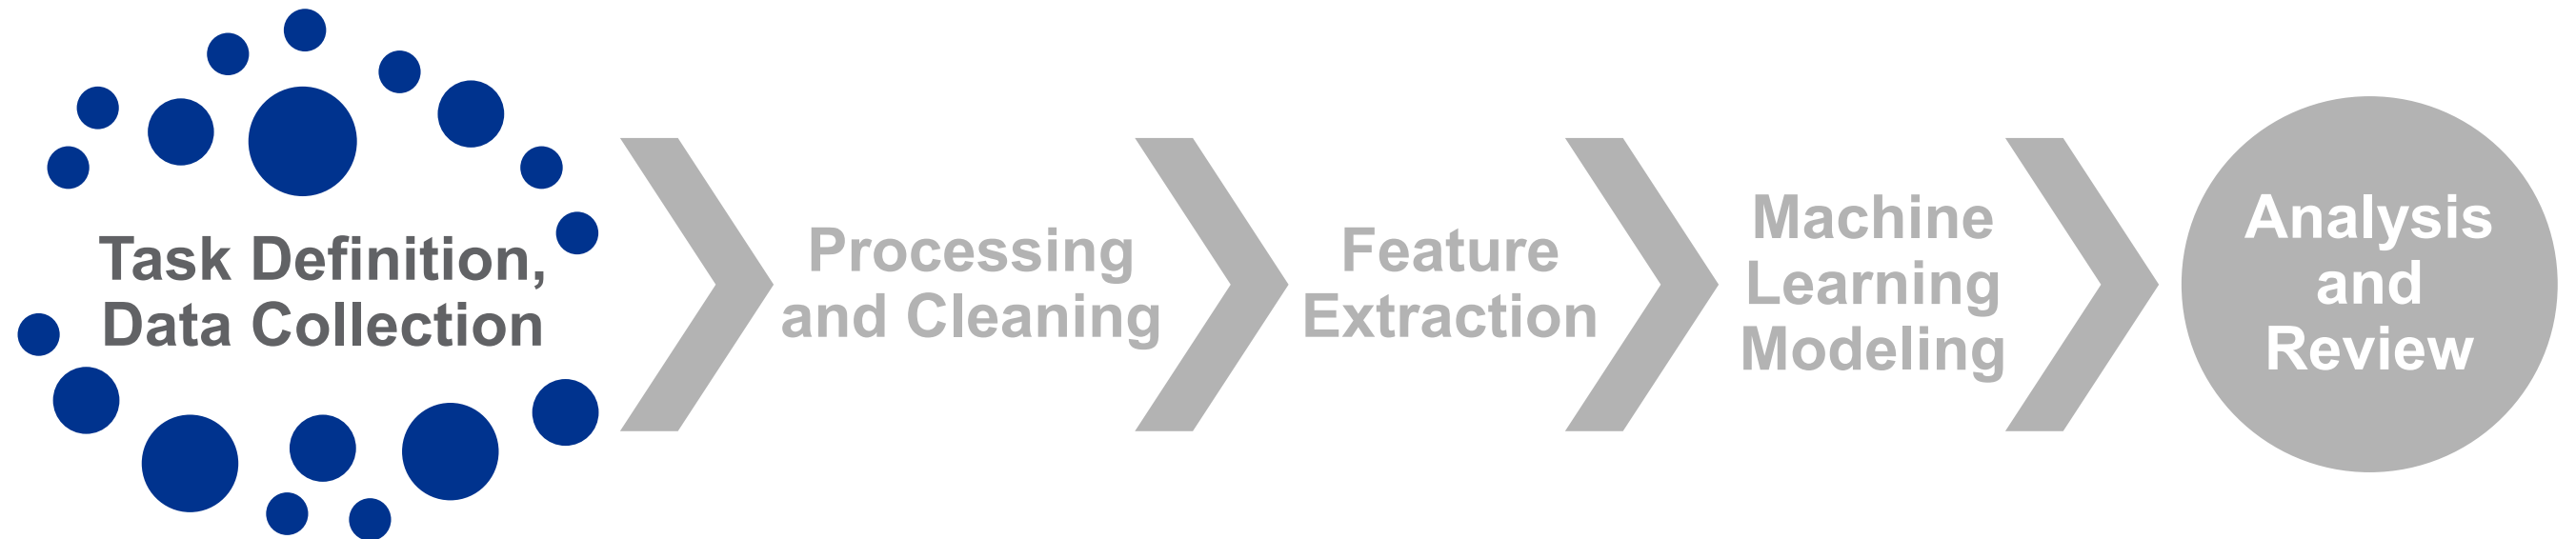 Task Definition,
Data Collection
Processing
and Cleaning
Feature
Extraction
Machine
Learning
Modeling
Analysis
and
Review